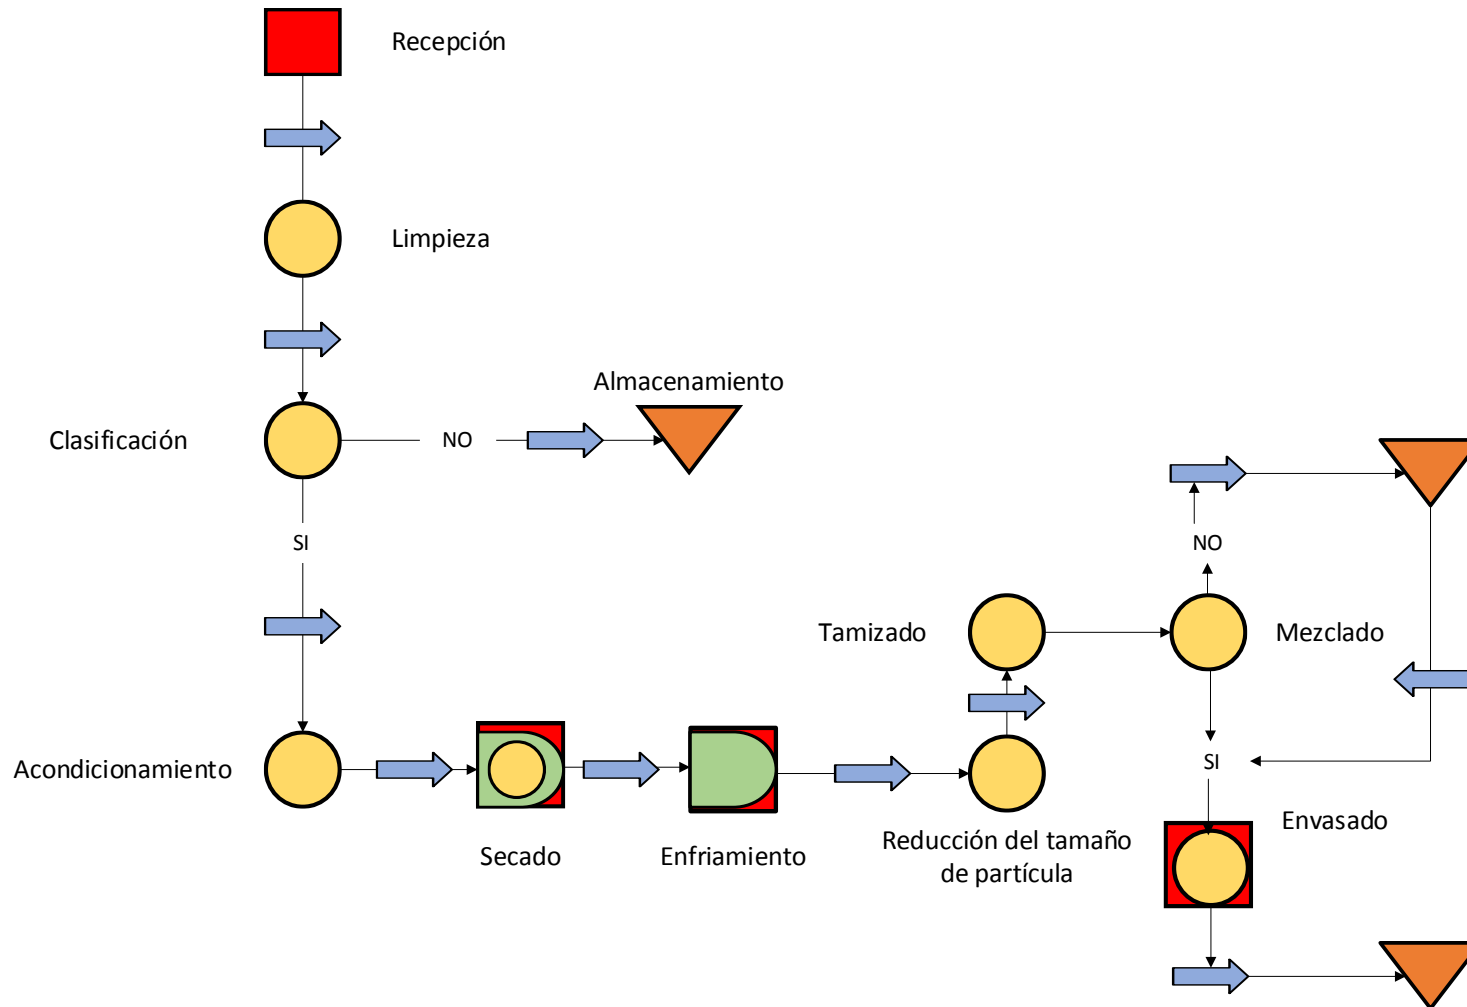 Recepción
Limpieza
Almacenamiento
Clasificación
NO
SI
NO
Tamizado
Mezclado
Acondicionamiento
SI
Envasado
Secado
Enfriamiento
Reducción del tamaño
de partícula